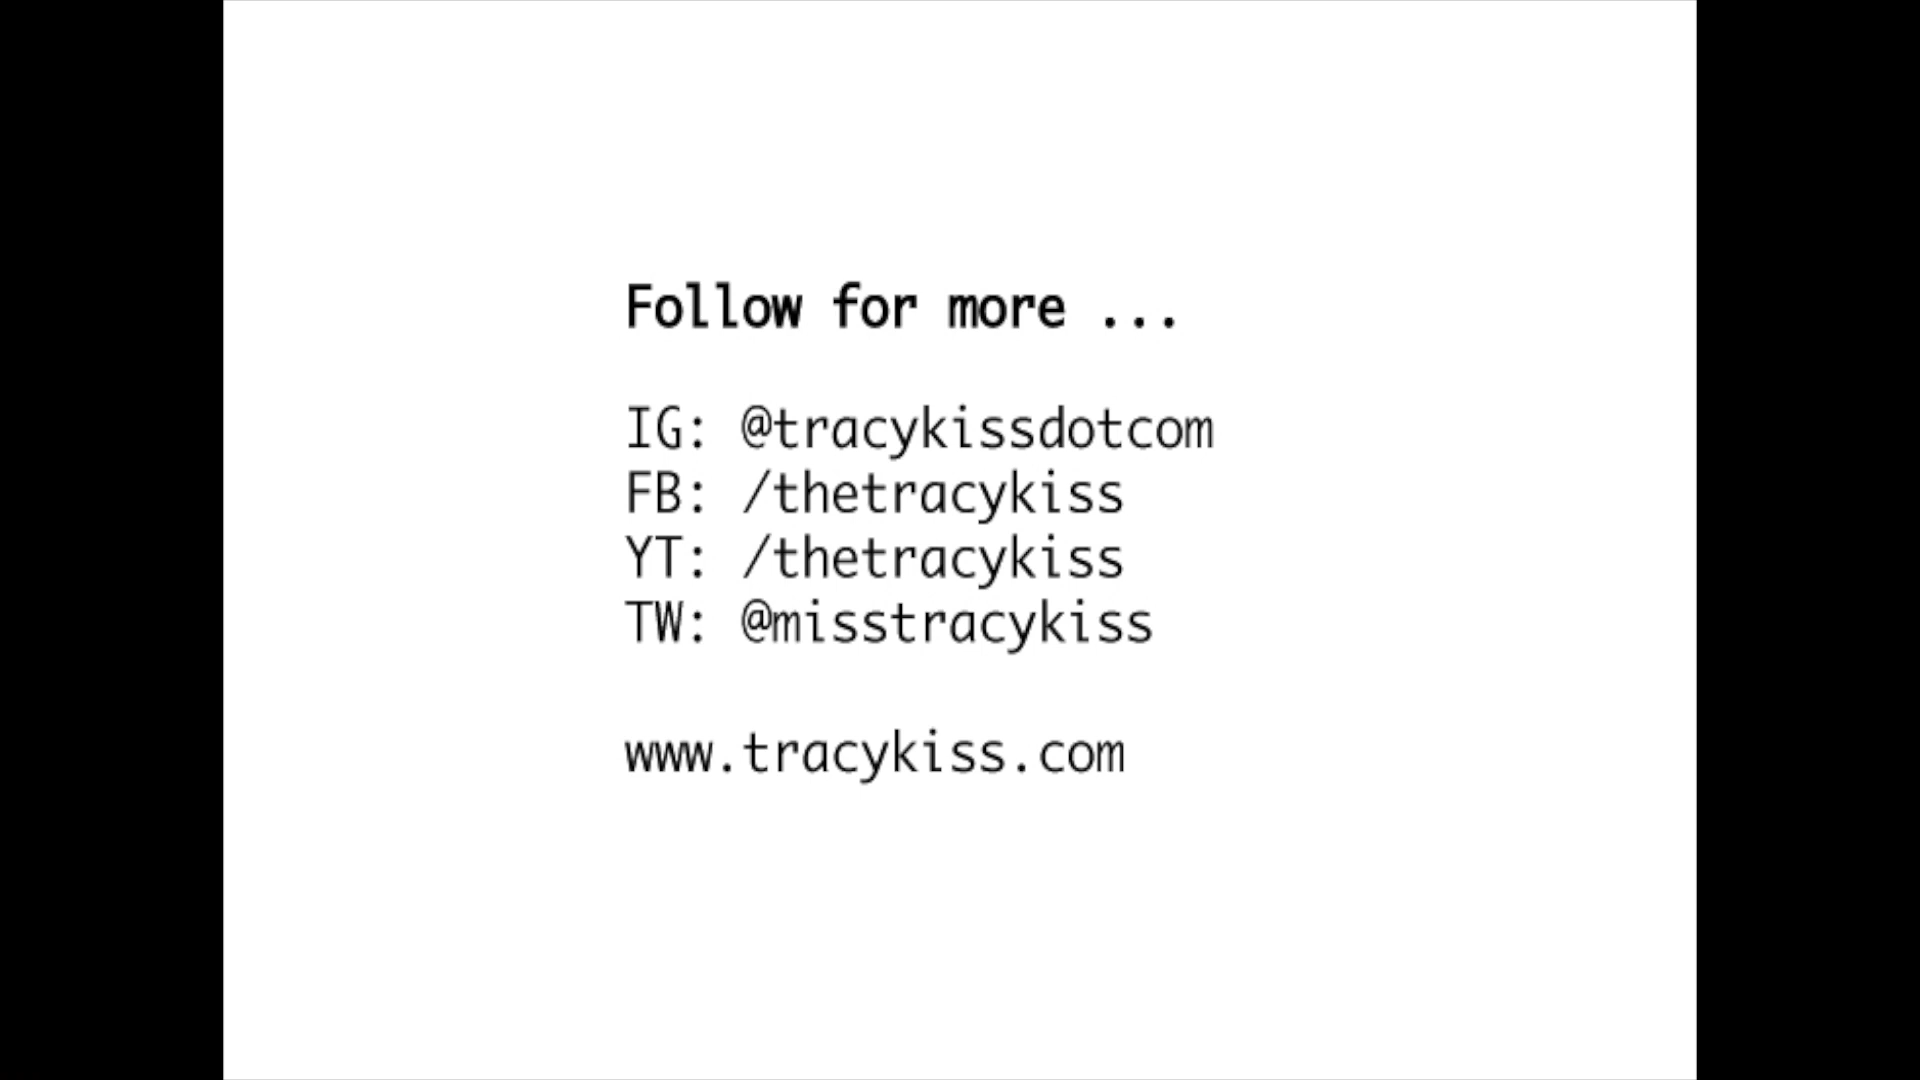 Follow for more ...
IG: @tracykissdotcom
FB: /thetracykiss
YT: /thetracykiss
TW: @misstracykiss
www.tracykiss.com